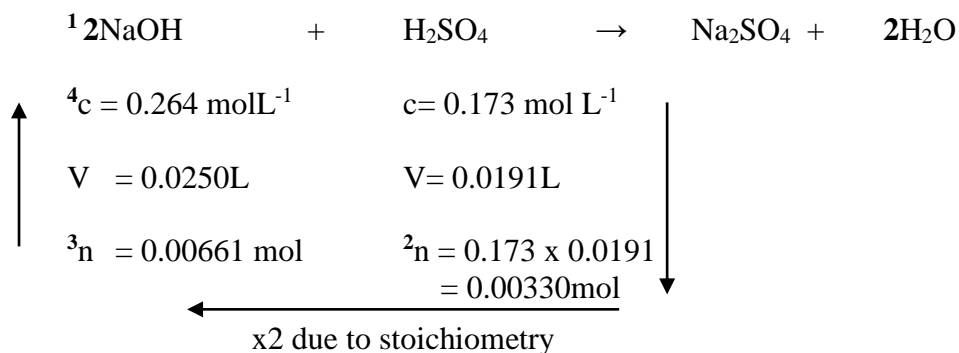 ¹ 2NaOH + H₂SO₄ → Na₂SO₄ + 2H₂O
⁴c = 0.264 molL⁻¹ c= 0.173 mol L⁻¹
V = 0.0250L V= 0.0191L
³n = 0.00661 mol ²n = 0.173 x 0.0191
= 0.00330mol
x2 due to stoichiometry